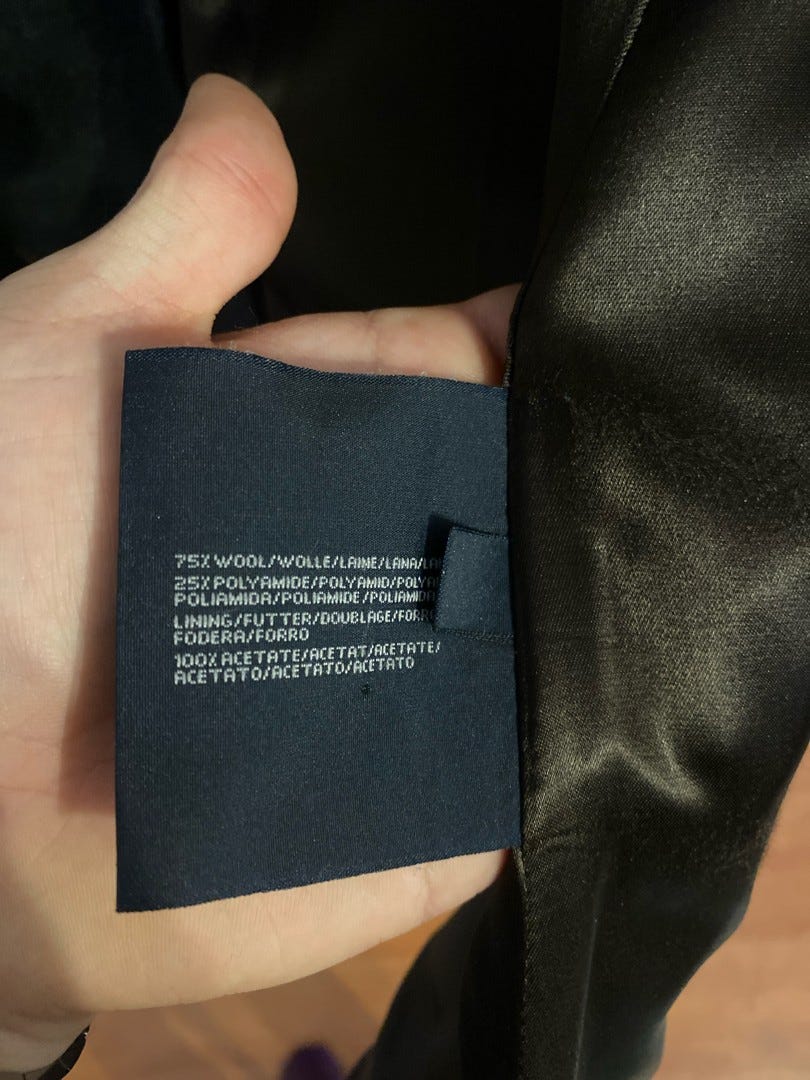 75% WOOL/WOLLE/LAINE/LANA/
25% POLYAMIDE/POLYAMID/
POLIAMIDA/POLIAMIDE/POLIAMIDA
LINING/FUTTER/DOUBLAGE/
FODERA/FORRO
100% ACETATE/ACETAT/ACETATE/
ACETATO/ACETATO/ACETATO